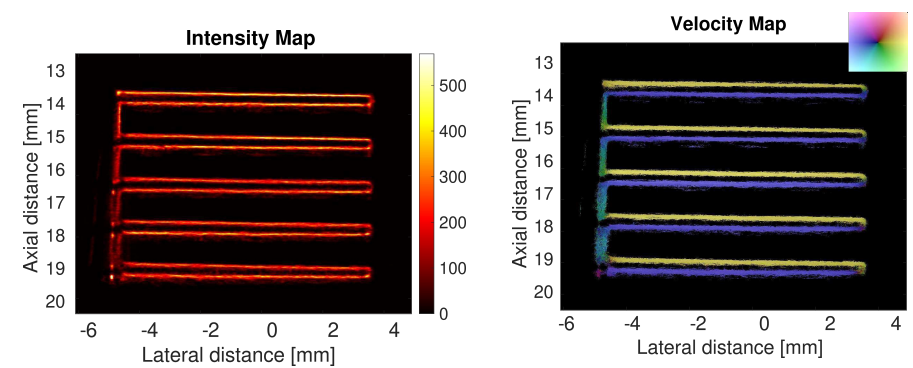 Intensity Map
13
14
15
16
17
18
19
20
Axial distance [mm]
-6 -4 -2 0 2 4
Lateral distance [mm]
500
400
300
200
100
0
Velocity Map
13
14
15
16
17
18
19
20
Axial distance [mm]
-6 -4 -2 0 2 4
Lateral distance [mm]